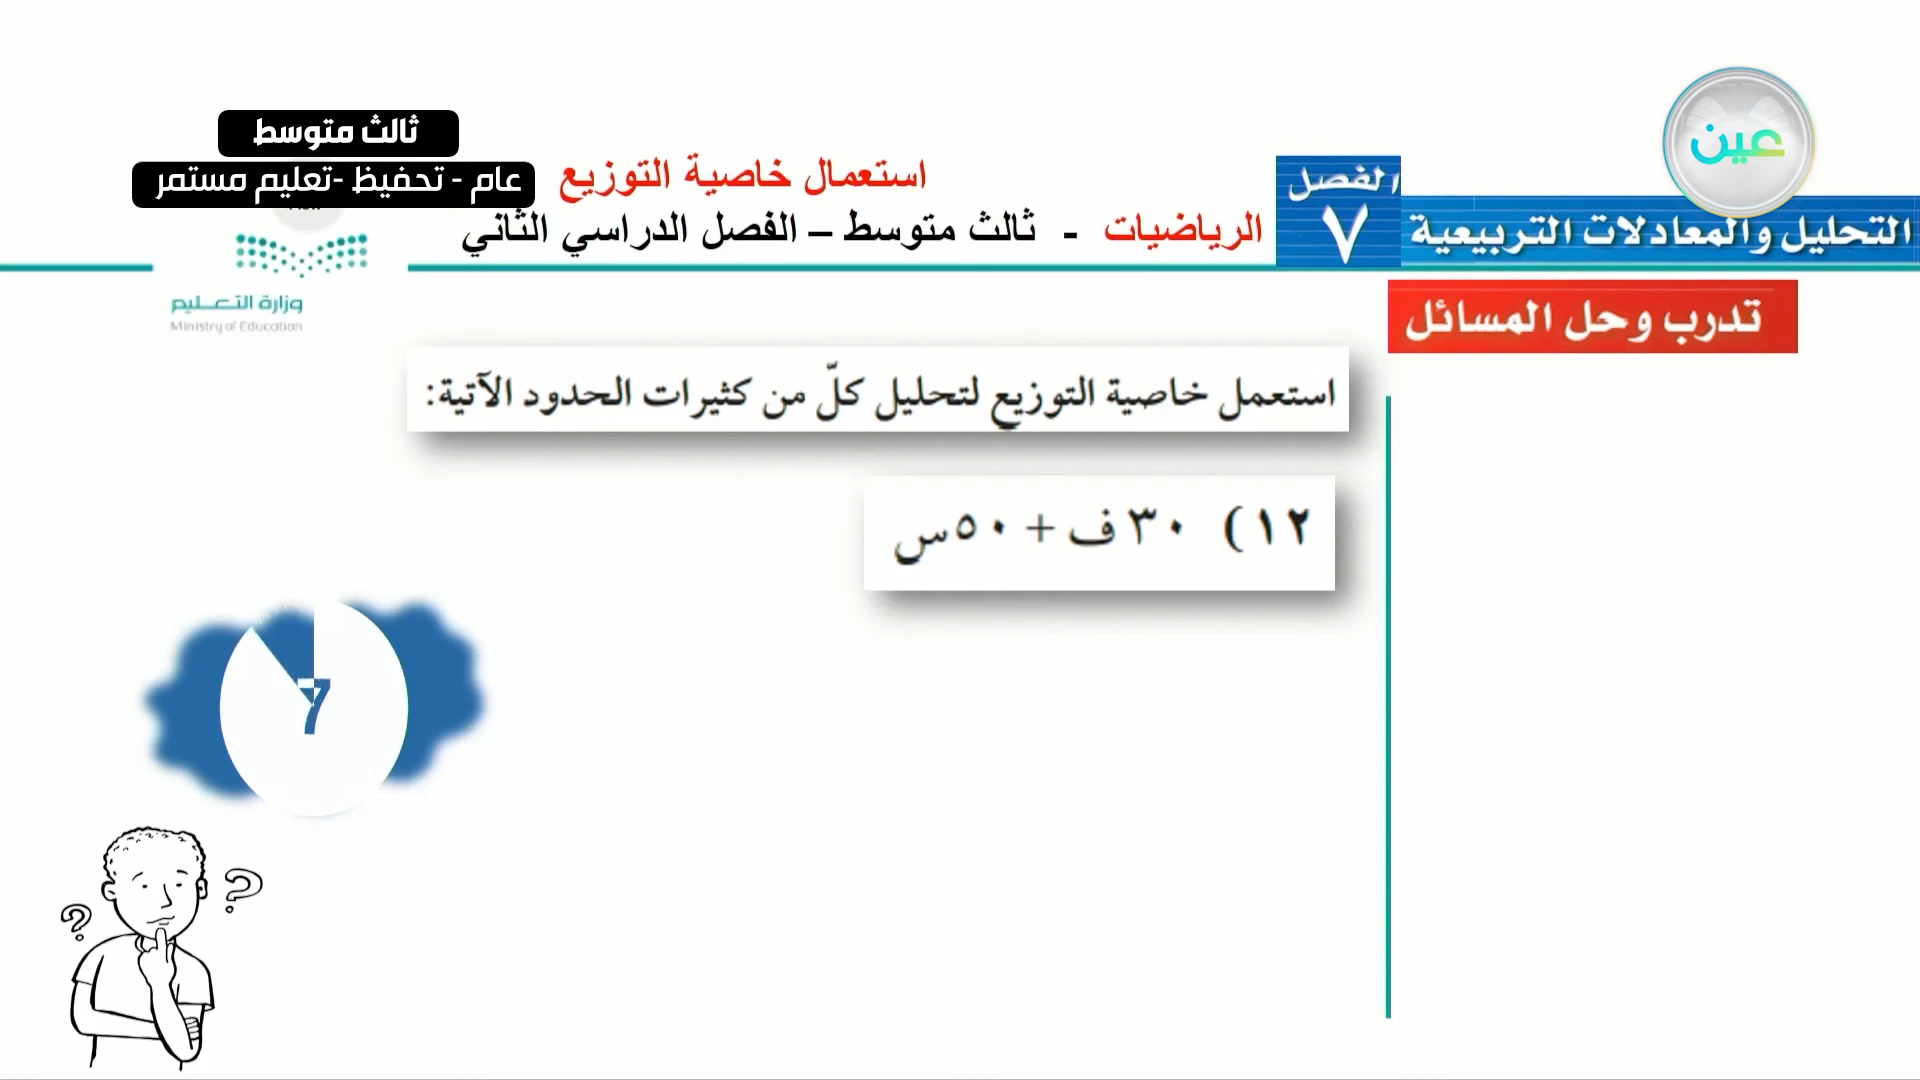 عين
ثالث متوسط
عام - تحفيظ -تعليم مستمر
استعمال خاصية التوزيع
الفصل
٧
التحليل والمعادلات التربيعية
الرياضيات - ثالث متوسط – الفصل الدراسي الثاني
وزارة التعليم
Ministry of Education
تدرب وحل المسائل
استعمل خاصية التوزيع لتحليل كلّ من كثيرات الحدود الآتية:
١٢) ٣٠ ف + ٥٠ س
7
? ?